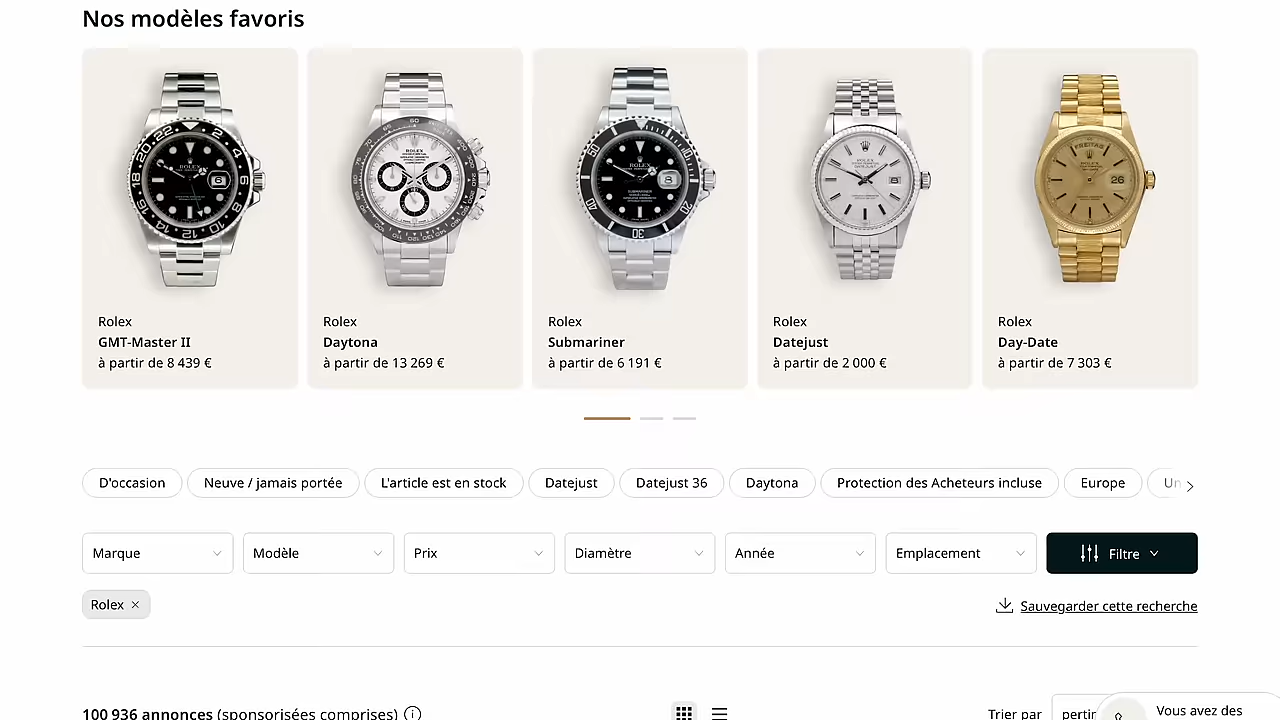 Nos modèles favoris
Rolex
GMT-Master II
à partir de 8 439 €
Rolex
Daytona
à partir de 13 269 €
Rolex
Submariner
à partir de 6 191 €
Rolex
Datejust
à partir de 2 000 €
Rolex
Day-Date
à partir de 7 303 €
D'occasion
Neuve / jamais portée
L'article est en stock
Datejust
Datejust 36
Daytona
Protection des Acheteurs incluse
Europe
Un
Marque
Modèle
Prix
Diamètre
Année
Emplacement
Filtre
Rolex
Sauvegarder cette recherche
100 936 annonces (sponsorisées comprises)
Trier par
pertin
Vous avez des